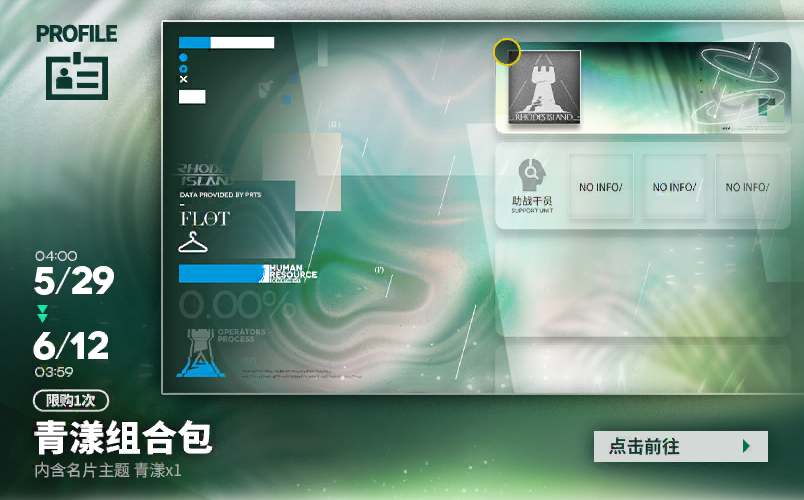 PROFILE
RHODES ISLAND
RHODES
ISLAND
DATA PROVIDED BY PRTS
FLOT
HUMAN
RESOURCE
0.00%
OPERATORS
PROCESS
助战干员
SUPPORT UNIT
NO INFO/
NO INFO/
NO INFO/
04:00
5/29
6/12
03:59
限购1次
青漾组合包
内含名片主题 青漾x1
点击前往